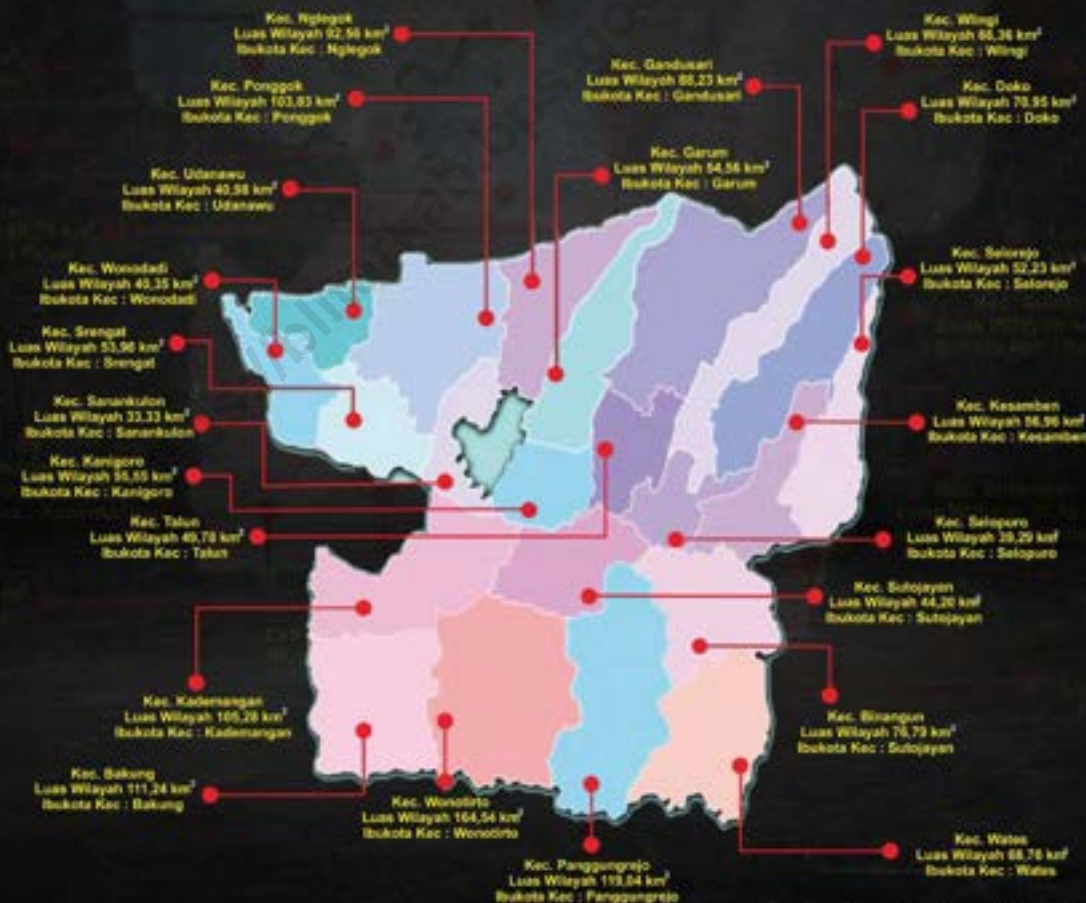 Kec. Nglegok
Luas Wilayah 92,56 km²
Ibukota Kec : Nglegok
Kec. Wlingi
Luas Wilayah 66,36 km²
Ibukota Kec : Wlingi
Kec. Ponggok
Luas Wilayah 103,83 km²
Ibukota Kec : Ponggok
Kec. Gandusari
Luas Wilayah 88,23 km²
Ibukota Kec : Gandusari
Kec. Doko
Luas Wilayah 70,95 km²
Ibukota Kec : Doko
Kec. Udanawu
Luas Wilayah 40,98 km²
Ibukota Kec : Udanawu
Kec. Garum
Luas Wilayah 54,56 km²
Ibukota Kec : Garum
Kec. Wonodadi
Luas Wilayah 40,35 km²
Ibukota Kec : Wonodadi
Kec. Selorejo
Luas Wilayah 52,23 km²
Ibukota Kec : Selorejo
Kec. Srengat
Luas Wilayah 53,98 km²
Ibukota Kec : Srengat
Kec. Sanankulon
Luas Wilayah 33,33 km²
Ibukota Kec : Sanankulon
Kec. Kesamben
Luas Wilayah 56,96 km²
Ibukota Kec : Kesamben
Kec. Kanigoro
Luas Wilayah 55,55 km²
Ibukota Kec : Kanigoro
Kec. Talun
Luas Wilayah 49,78 km²
Ibukota Kec : Talun
Kec. Selopuro
Luas Wilayah 39,29 km²
Ibukota Kec : Selopuro
Kec. Sutojayan
Luas Wilayah 44,20 km²
Ibukota Kec : Sutojayan
Kec. Kademangan
Luas Wilayah 105,28 km²
Ibukota Kec : Kademangan
Kec. Binangun
Luas Wilayah 76,79 km²
Ibukota Kec : Sutojayan
Kec. Bakung
Luas Wilayah 111,24 km²
Ibukota Kec : Bakung
Kec. Wonotirto
Luas Wilayah 164,54 km²
Ibukota Kec : Wonotirto
Kec. Wates
Luas Wilayah 68,76 km²
Ibukota Kec : Wates
Kec. Panggungrejo
Luas Wilayah 119,04 km²
Ibukota Kec : Panggungrejo